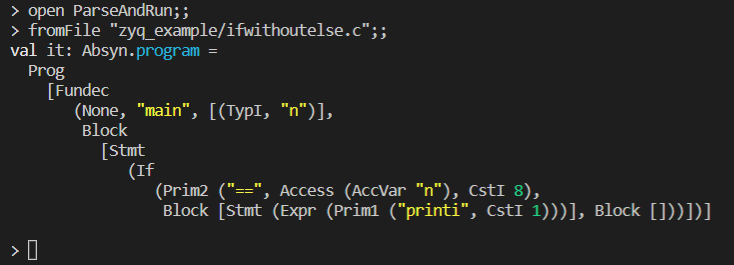 > open ParseAndRun;;
> fromFile "zyq_example/ifwithoutelse.c";;
val it: Absyn.program =
  Prog
    [Fundec
       (None, "main", [(TypI, "n")],
        Block
          [Stmt
             (If
                (Prim2 ("==", Access (AccVar "n"), CstI 8),
                 Block [Stmt (Expr (Prim1 ("printi", CstI 1)))], Block []))])]
>